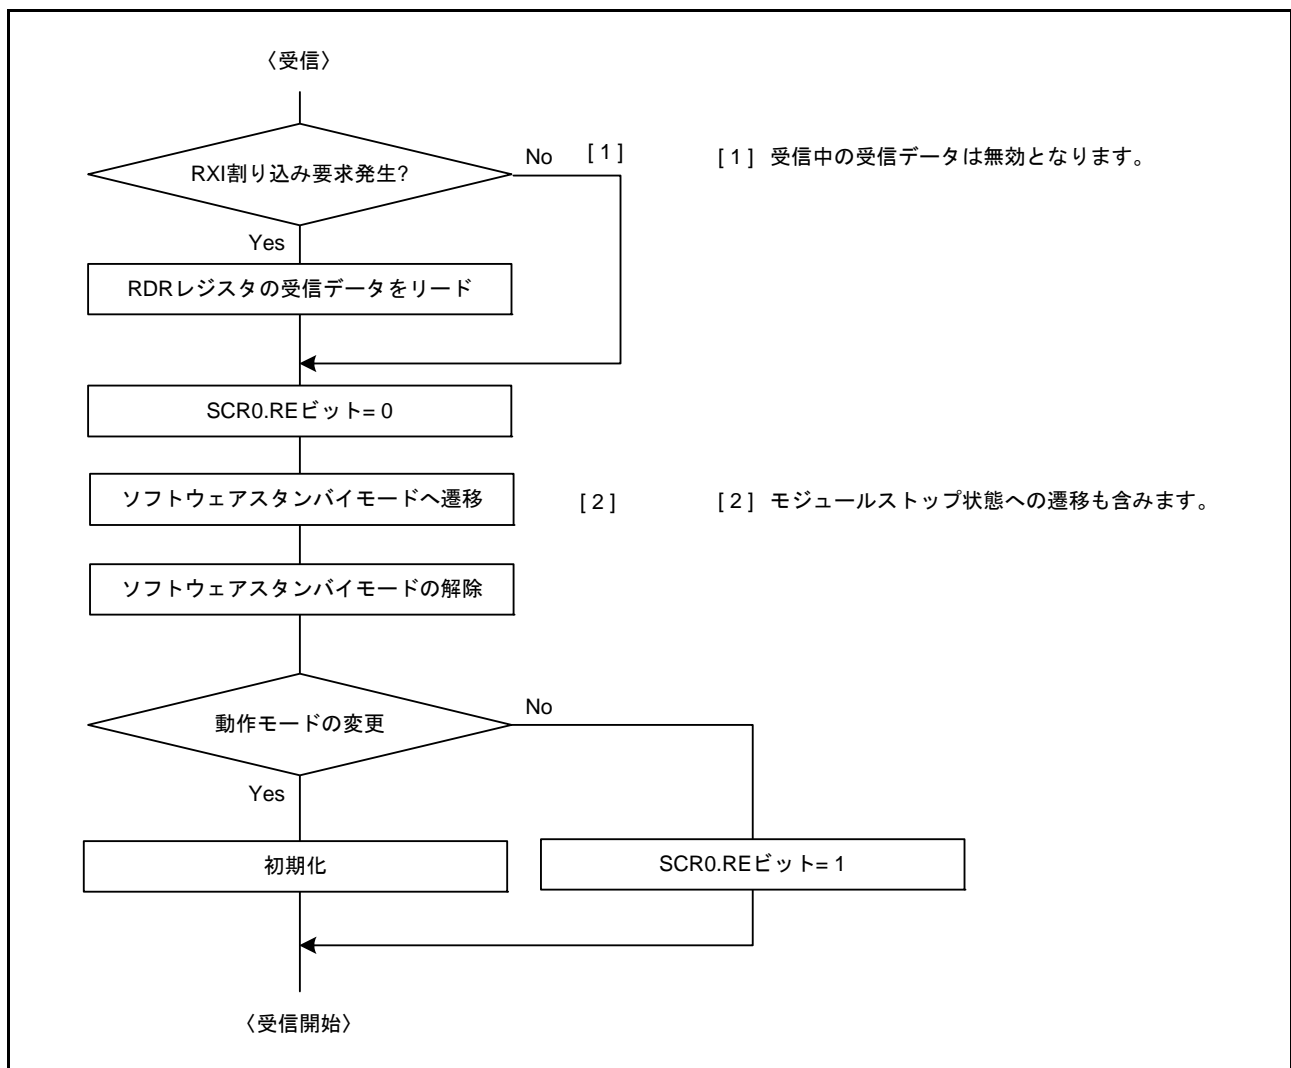 〈受信〉
RXI割り込み要求発生?
No [ 1 ]
[ 1 ] 受信中の受信データは無効となります。
Yes
RDRレジスタの受信データをリード
SCR0.REビット= 0
ソフトウェアスタンバイモードへ遷移
[ 2 ]
[ 2 ] モジュールストップ状態への遷移も含みます。
ソフトウェアスタンバイモードの解除
動作モードの変更
No
Yes
初期化
SCR0.REビット= 1
〈受信開始〉